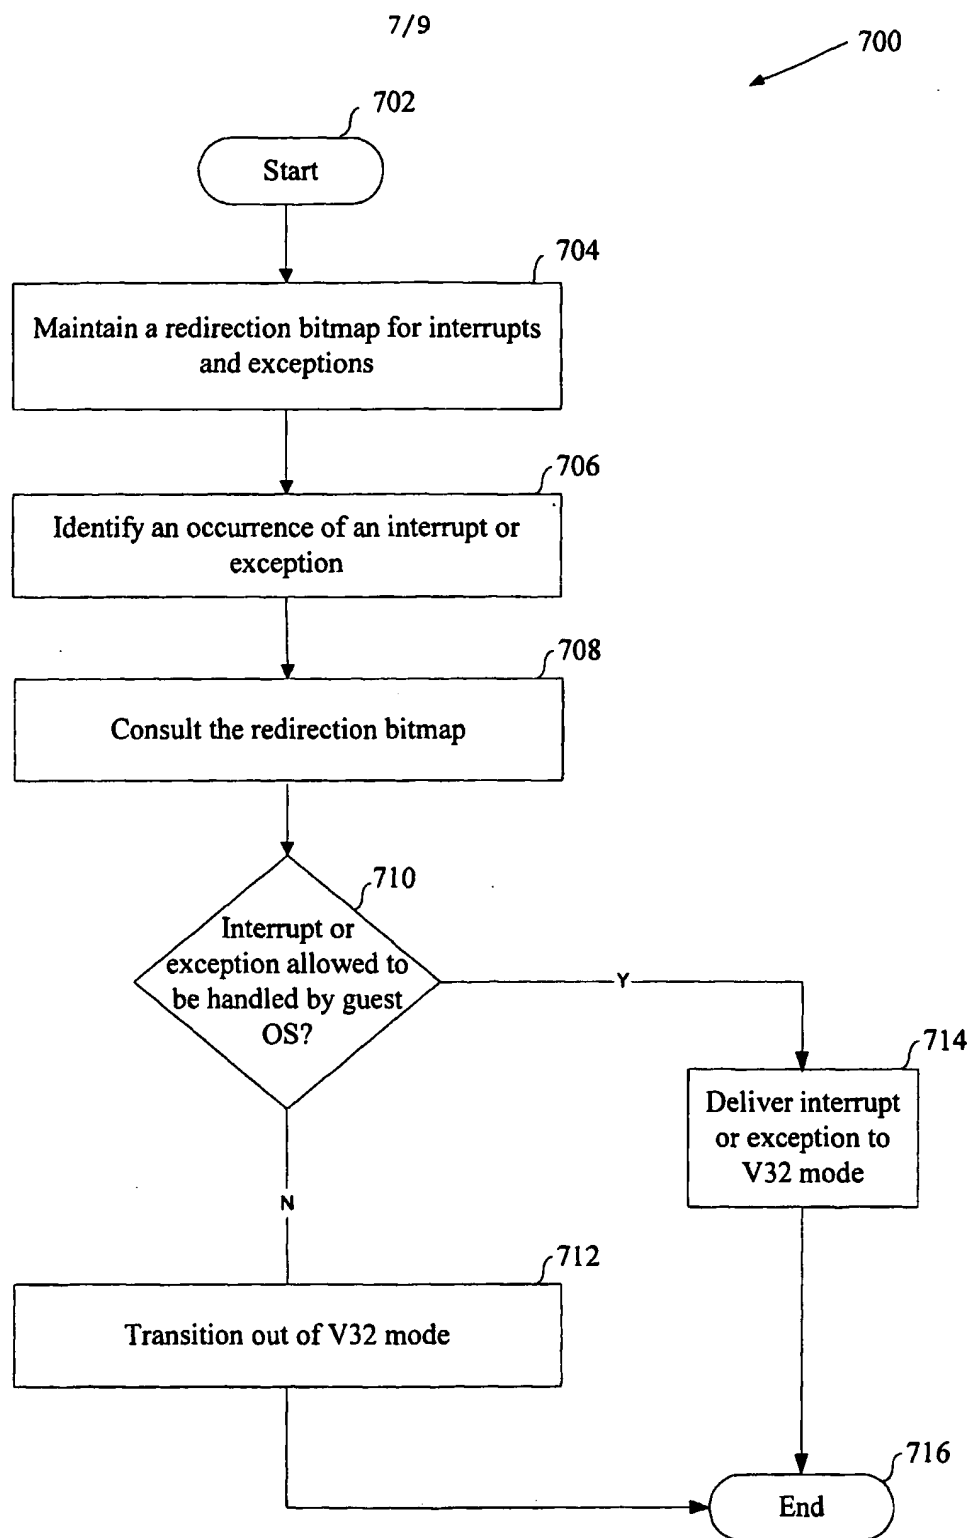 7/9
700
702
Start
704
Maintain a redirection bitmap for interrupts
and exceptions
706
Identify an occurrence of an interrupt or
exception
708
Consult the redirection bitmap
710
Interrupt or
exception allowed to
be handled by guest
OS?
Y
714
Deliver interrupt
or exception to
V32 mode
N
712
Transition out of V32 mode
716
End